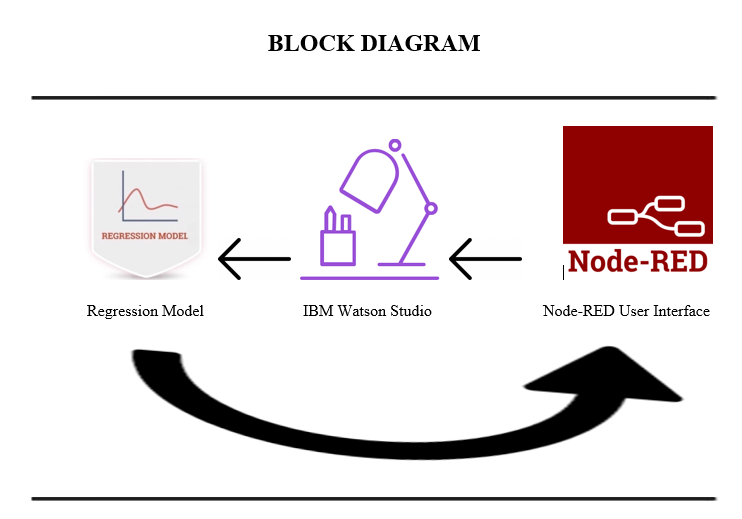 BLOCK DIAGRAM
REGRESSION MODEL
Node-RED
Regression Model
IBM Watson Studio
Node-RED User Interface